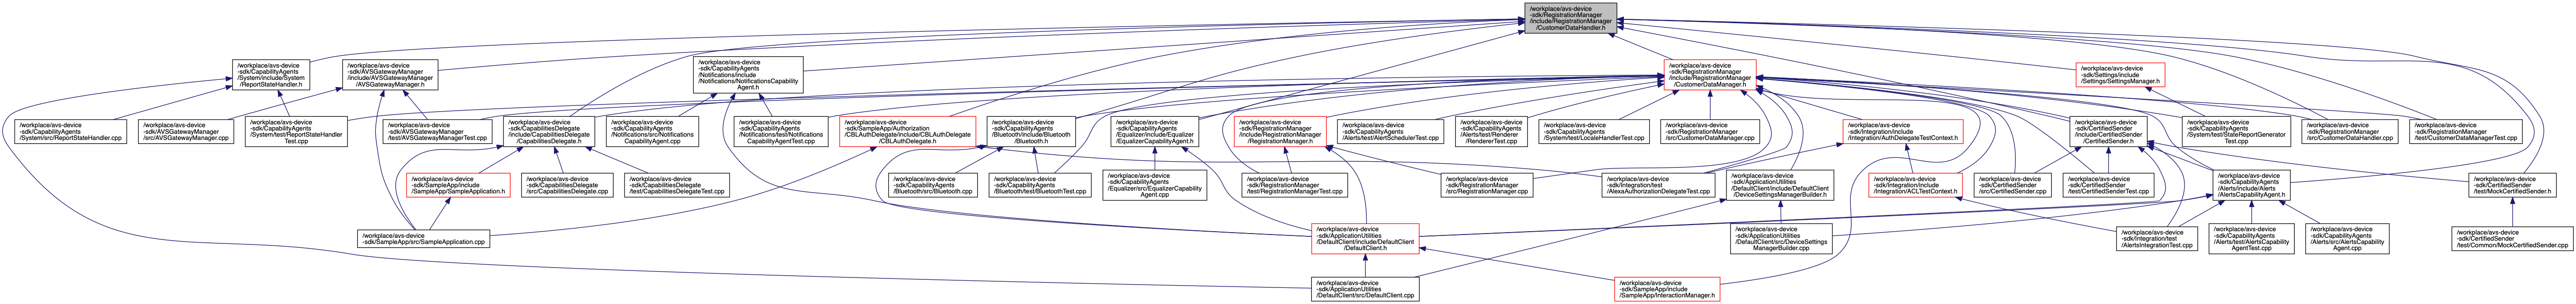 /workplace/avs-device
-sdk/RegistrationManager
/include/RegistrationManager
/CustomerDataHandler.h
/workplace/avs-device
-sdk/CapabilityAgents
/System/include/System
/ReportStateHandler.h
/workplace/avs-device
-sdk/AVSGatewayManager
/include/AVSGatewayManager
/AVSGatewayManager.h
/workplace/avs-device
-sdk/CapabilityAgents
/Notifications/include
/Notifications/NotificationsCapability
Agent.h
/workplace/avs-device
-sdk/RegistrationManager
/include/RegistrationManager
/CustomerDataManager.h
/workplace/avs-device
-sdk/Settings/include
/Settings/SettingsManager.h
/workplace/avs-device
-sdk/CapabilityAgents
/System/src/ReportStateHandler.cpp
/workplace/avs-device
-sdk/AVSGatewayManager
/src/AVSGatewayManager.cpp
/workplace/avs-device
-sdk/CapabilityAgents
/System/test/ReportStateHandler
Test.cpp
/workplace/avs-device
-sdk/AVSGatewayManager
/test/AVSGatewayManagerTest.cpp
/workplace/avs-device
-sdk/CapabilitiesDelegate
/include/CapabilitiesDelegate
/CapabilitiesDelegate.h
/workplace/avs-device
-sdk/CapabilityAgents
/Notifications/src/Notifications
CapabilityAgent.cpp
/workplace/avs-device
-sdk/CapabilityAgents
/Notifications/test/Notifications
CapabilityAgentTest.cpp
/workplace/avs-device
-sdk/SampleApp/Authorization
/CBLAuthDelegate/include/CBLAuthDelegate
/CBLAuthDelegate.h
/workplace/avs-device
-sdk/CapabilityAgents
/Bluetooth/include/Bluetooth
/Bluetooth.h
/workplace/avs-device
-sdk/CapabilityAgents
/Equalizer/include/Equalizer
/EqualizerCapabilityAgent.h
/workplace/avs-device
-sdk/RegistrationManager
/include/RegistrationManager
/RegistrationManager.h
/workplace/avs-device
-sdk/CapabilityAgents
/Alerts/test/AlertSchedulerTest.cpp
/workplace/avs-device
-sdk/CapabilityAgents
/Alerts/test/Renderer
/RendererTest.cpp
/workplace/avs-device
-sdk/CapabilityAgents
/System/test/LocaleHandlerTest.cpp
/workplace/avs-device
-sdk/RegistrationManager
/src/CustomerDataManager.cpp
/workplace/avs-device
-sdk/Integration/include
/Integration/AuthDelegateTestContext.h
/workplace/avs-device
-sdk/CertifiedSender
/include/CertifiedSender
/CertifiedSender.h
/workplace/avs-device
-sdk/CapabilityAgents
/System/test/StateReportGenerator
Test.cpp
/workplace/avs-device
-sdk/RegistrationManager
/src/CustomerDataHandler.cpp
/workplace/avs-device
-sdk/RegistrationManager
/test/CustomerDataManagerTest.cpp
/workplace/avs-device
-sdk/SampleApp/include
/SampleApp/SampleApplication.h
/workplace/avs-device
-sdk/CapabilitiesDelegate
/src/CapabilitiesDelegate.cpp
/workplace/avs-device
-sdk/CapabilitiesDelegate
/test/CapabilitiesDelegateTest.cpp
/workplace/avs-device
-sdk/CapabilityAgents
/Bluetooth/src/Bluetooth.cpp
/workplace/avs-device
-sdk/CapabilityAgents
/Bluetooth/test/BluetoothTest.cpp
/workplace/avs-device
-sdk/CapabilityAgents
/Equalizer/src/EqualizerCapability
Agent.cpp
/workplace/avs-device
-sdk/RegistrationManager
/test/RegistrationManagerTest.cpp
/workplace/avs-device
-sdk/RegistrationManager
/src/RegistrationManager.cpp
/workplace/avs-device
-sdk/Integration/test
/AlexaAuthorizationDelegateTest.cpp
/workplace/avs-device
-sdk/ApplicationUtilities
/DefaultClient/include/DefaultClient
/DeviceSettingsManagerBuilder.h
/workplace/avs-device
-sdk/Integration/include
/Integration/ACLTestContext.h
/workplace/avs-device
-sdk/CertifiedSender
/src/CertifiedSender.cpp
/workplace/avs-device
-sdk/CertifiedSender
/test/CertifiedSenderTest.cpp
/workplace/avs-device
-sdk/CapabilityAgents
/Alerts/include/Alerts
/AlertsCapabilityAgent.h
/workplace/avs-device
-sdk/CertifiedSender
/test/MockCertifiedSender.h
/workplace/avs-device
-sdk/SampleApp/src/SampleApplication.cpp
/workplace/avs-device
-sdk/ApplicationUtilities
/DefaultClient/include/DefaultClient
/DefaultClient.h
/workplace/avs-device
-sdk/ApplicationUtilities
/DefaultClient/src/DeviceSettings
ManagerBuilder.cpp
/workplace/avs-device
-sdk/Integration/test
/AlertsIntegrationTest.cpp
/workplace/avs-device
-sdk/CapabilityAgents
/Alerts/test/AlertsCapability
AgentTest.cpp
/workplace/avs-device
-sdk/CapabilityAgents
/Alerts/src/AlertsCapability
Agent.cpp
/workplace/avs-device
-sdk/CertifiedSender
/test/Common/MockCertifiedSender.cpp
/workplace/avs-device
-sdk/ApplicationUtilities
/DefaultClient/src/DefaultClient.cpp
/workplace/avs-device
-sdk/SampleApp/include
/SampleApp/InteractionManager.h